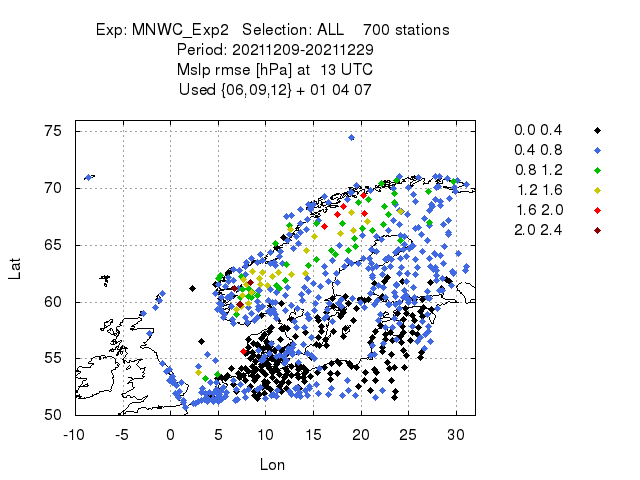 Exp: MNWC_Exp2   Selection: ALL    700 stations
Period: 20211209-20211229
Mslp rmse [hPa] at  13 UTC
Used {06,09,12} + 01 04 07
75
70
65
60
55
50
Lat
-10 -5 0 5 10 15 20 25 30
Lon
0.0 0.4
0.4 0.8
0.8 1.2
1.2 1.6
1.6 2.0
2.0 2.4